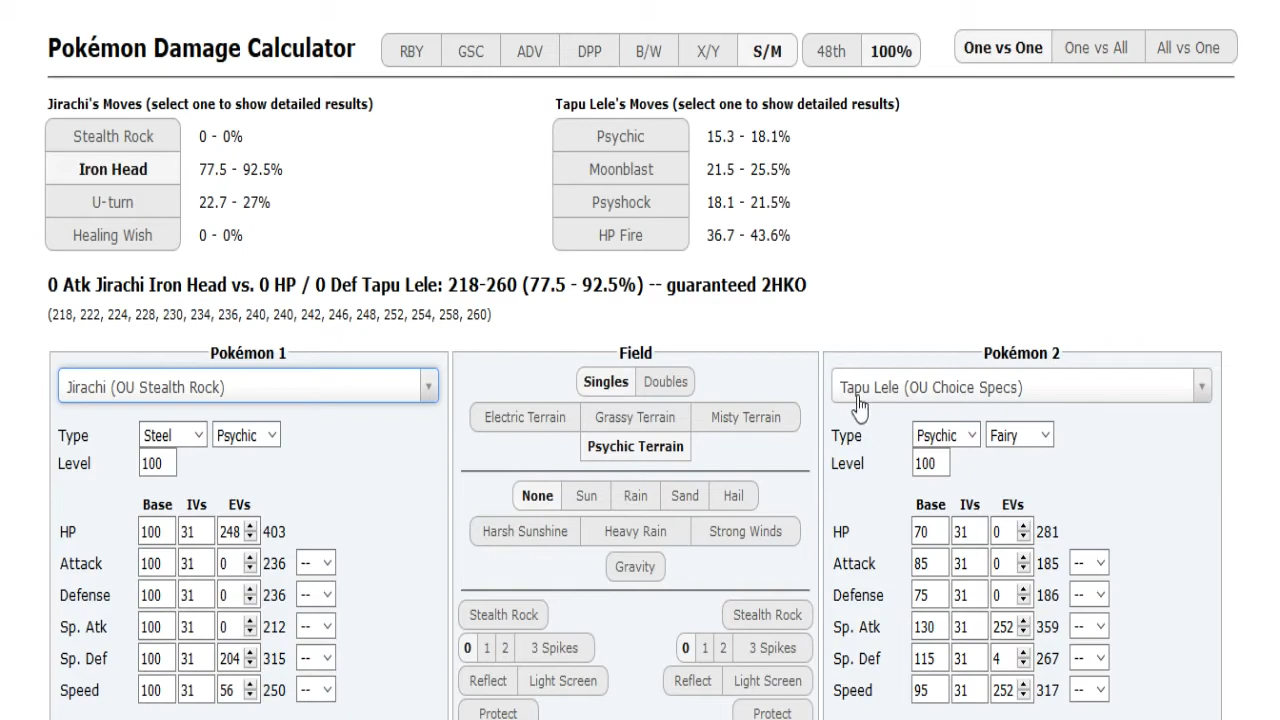 Pokémon Damage Calculator RBY GSC ADV DPP B/W X/Y S/M 48th 100% One vs One One vs All All vs One
Jirachi's Moves (select one to show detailed results) Tapu Lele's Moves (select one to show detailed results)
Stealth Rock 0 - 0% Psychic 15.3 - 18.1%
Iron Head 77.5 - 92.5% Moonblast 21.5 - 25.5%
U-turn 22.7 - 27% Psyshock 18.1 - 21.5%
Healing Wish 0 - 0% HP Fire 36.7 - 43.6%
0 Atk Jirachi Iron Head vs. 0 HP / 0 Def Tapu Lele: 218-260 (77.5 - 92.5%) -- guaranteed 2HKO
(218, 222, 224, 228, 230, 234, 236, 240, 240, 242, 246, 248, 252, 254, 258, 260)
Pokémon 1
Jirachi (OU Stealth Rock)
Type Steel Psychic
Level 100
Base IVs EVs
HP 100 31 248 403
Attack 100 31 0 236 --
Defense 100 31 0 236 --
Sp. Atk 100 31 0 212 --
Sp. Def 100 31 204 315 --
Speed 100 31 56 250 --
Field
Singles Doubles
Electric Terrain Grassy Terrain Misty Terrain
Psychic Terrain
None Sun Rain Sand Hail
Harsh Sunshine Heavy Rain Strong Winds
Gravity
Stealth Rock Stealth Rock
0 1 2 3 Spikes 0 1 2 3 Spikes
Reflect Light Screen Reflect Light Screen
Protect Protect
Pokémon 2
Tapu Lele (OU Choice Specs)
Type Psychic Fairy
Level 100
Base IVs EVs
HP 70 31 0 281
Attack 85 31 0 185 --
Defense 75 31 0 186 --
Sp. Atk 130 31 252 359 --
Sp. Def 115 31 4 267 --
Speed 95 31 252 317 --